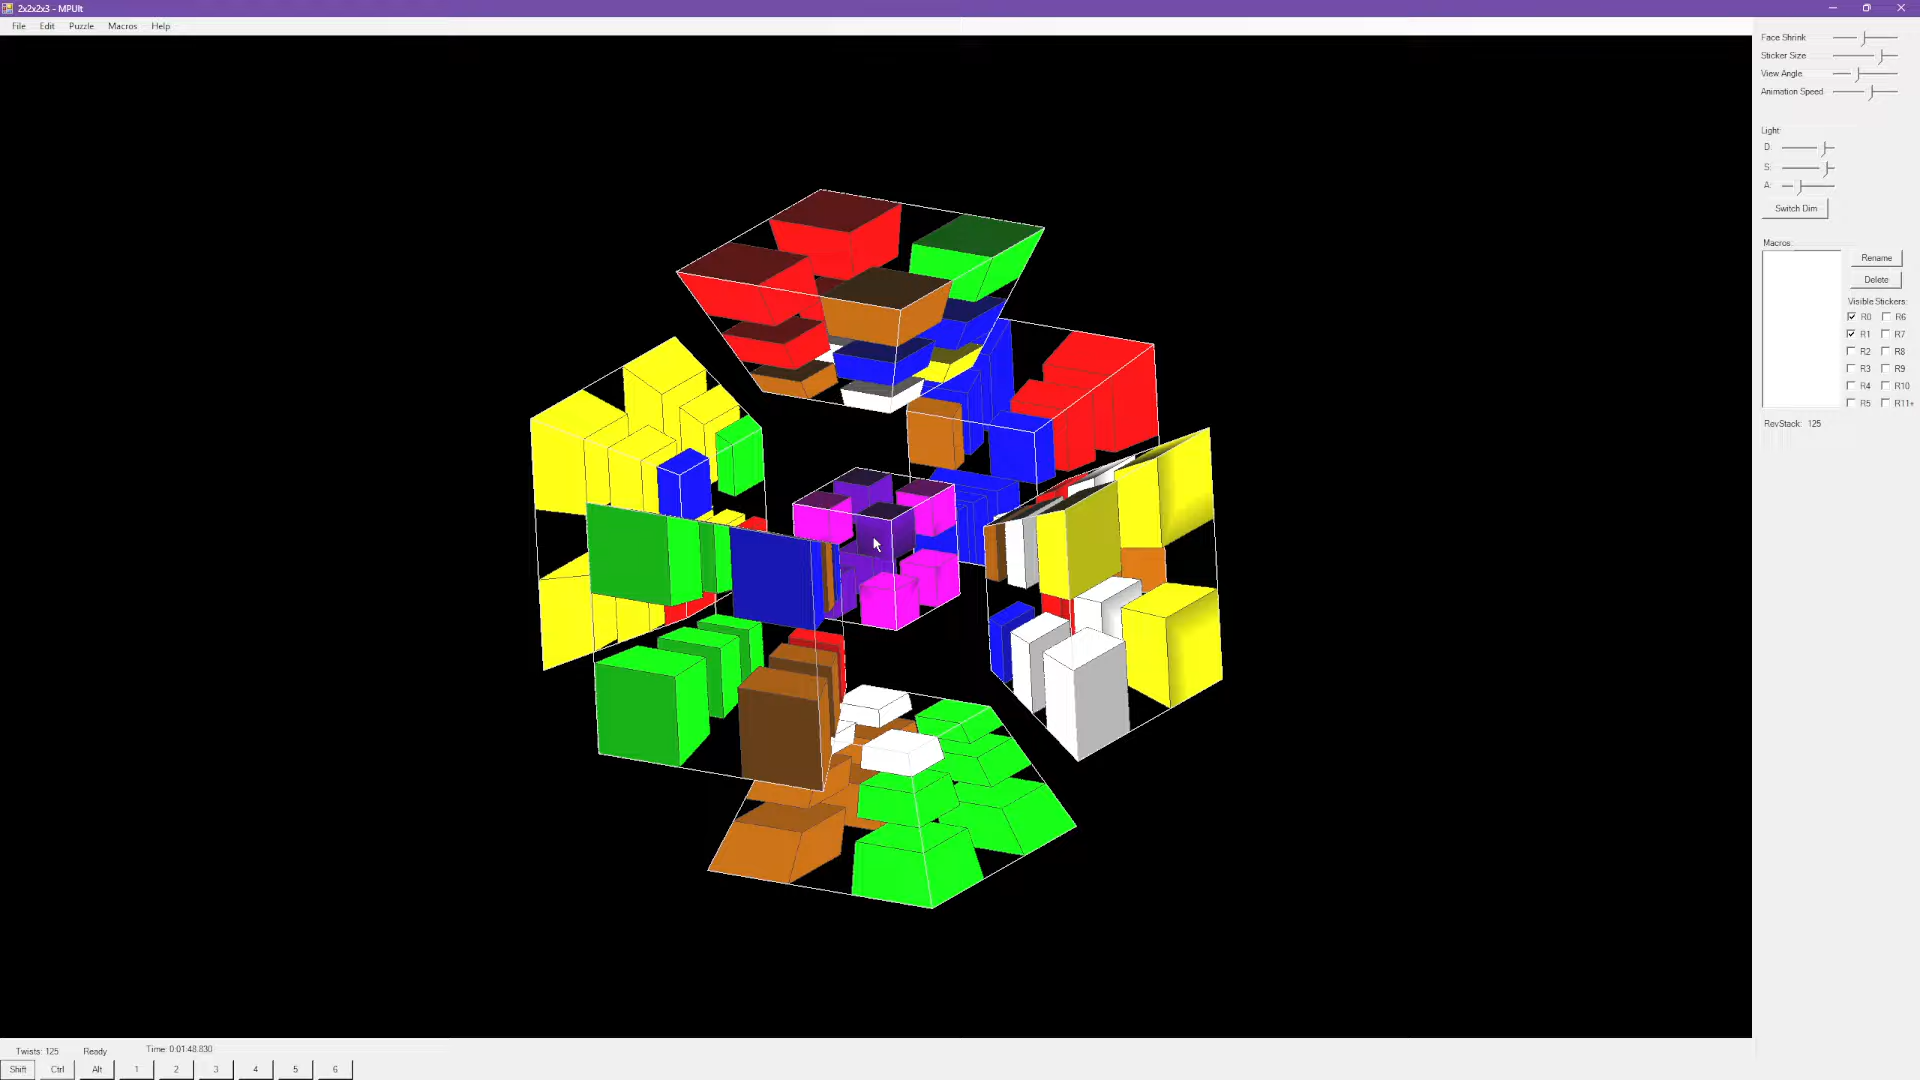 2x2x2x3 - MPUlt
File Edit Puzzle Macros Help
Face Shrink
Sticker Size
View Angle
Animation Speed
Light:
D:
S:
A:
Switch Dim
Macros:
Rename
Delete
Visible Stickers:
R0 R6
R1 R7
R2 R8
R3 R9
R4 R10
R5 R11+
RevStack: 125
Twists: 125 Ready Time: 0:01:48.830
Shift Ctrl Alt 1 2 3 4 5 6